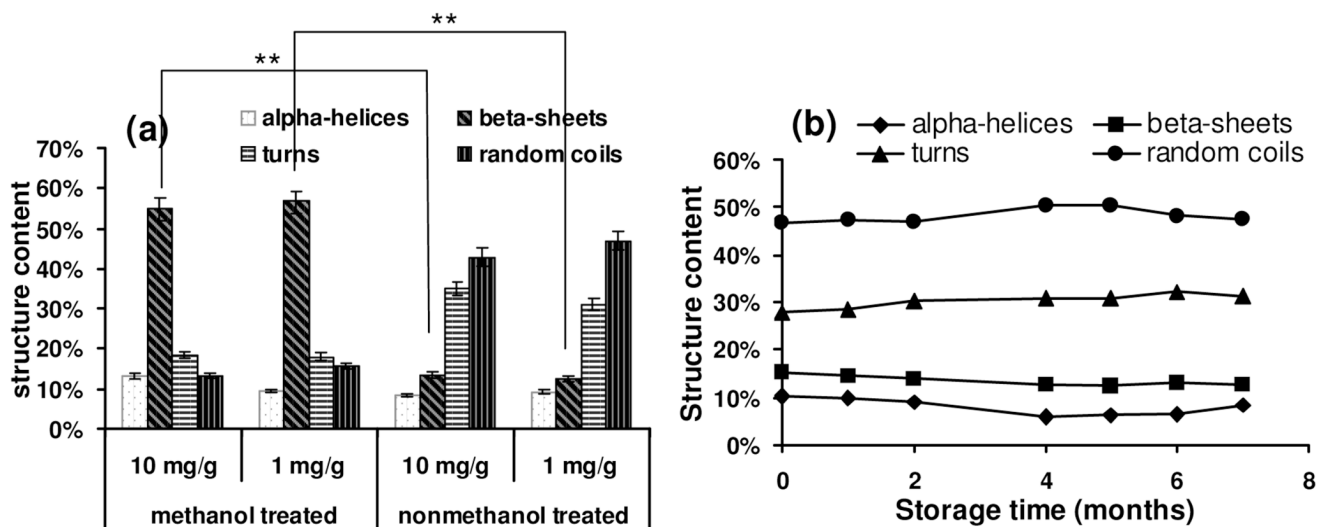 **
**
(a)
alpha-helices
beta-sheets
turns
random coils
70%
60%
50%
40%
30%
20%
10%
0%
structure content
10 mg/g
1 mg/g
10 mg/g
1 mg/g
methanol treated
nonmethanol treated
(b)
alpha-helices
beta-sheets
turns
random coils
60%
50%
40%
30%
20%
10%
0%
Structure content
0
2
4
6
8
Storage time (months)